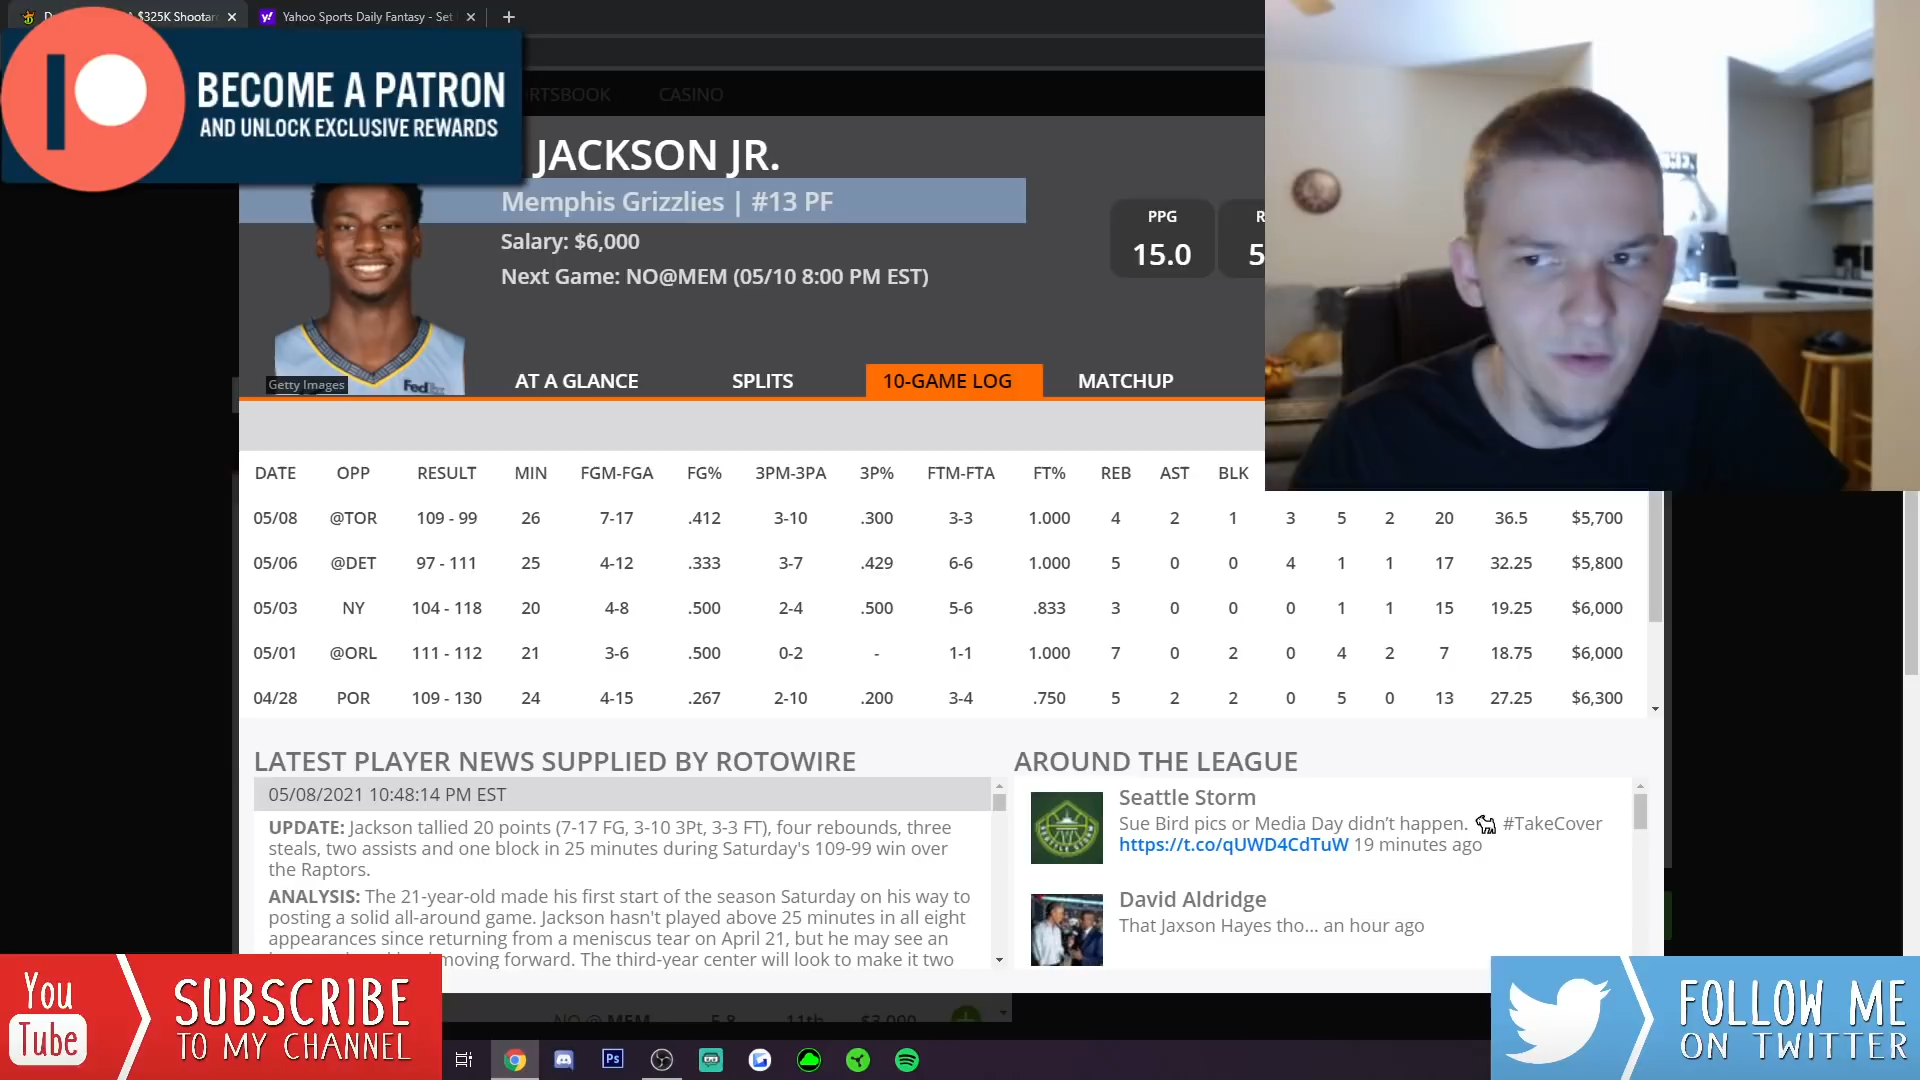 $325K Shootar
Yahoo Sports Daily Fantasy - Set
BECOME A PATRON
AND UNLOCK EXCLUSIVE REWARDS
RTSBOOK CASINO
JACKSON JR.
Memphis Grizzlies | #13 PF
Salary: $6,000
Next Game: NO@MEM (05/10 8:00 PM EST)
PPG
15.0
Getty Images
FedEx
AT A GLANCE SPLITS 10-GAME LOG MATCHUP
DATE OPP RESULT MIN FGM-FGA FG% 3PM-3PA 3P% FTM-FTA FT% REB AST BLK
05/08 @TOR 109 - 99 26 7-17 .412 3-10 .300 3-3 1.000 4 2 1 3 5 2 20 36.5 $5,700
05/06 @DET 97 - 111 25 4-12 .333 3-7 .429 6-6 1.000 5 0 0 4 1 1 17 32.25 $5,800
05/03 NY 104 - 118 20 4-8 .500 2-4 .500 5-6 .833 3 0 0 0 1 1 15 19.25 $6,000
05/01 @ORL 111 - 112 21 3-6 .500 0-2 - 1-1 1.000 7 0 2 0 4 2 7 18.75 $6,000
04/28 POR 109 - 130 24 4-15 .267 2-10 .200 3-4 .750 5 2 2 0 5 0 13 27.25 $6,300
LATEST PLAYER NEWS SUPPLIED BY ROTOWIRE
05/08/2021 10:48:14 PM EST
UPDATE: Jackson tallied 20 points (7-17 FG, 3-10 3Pt, 3-3 FT), four rebounds, three
steals, two assists and one block in 25 minutes during Saturday's 109-99 win over
the Raptors.
ANALYSIS: The 21-year-old made his first start of the season Saturday on his way to
posting a solid all-around game. Jackson hasn't played above 25 minutes in all eight
appearances since returning from a meniscus tear on April 21, but he may see an
moving forward. The third-year center will look to make it two
AROUND THE LEAGUE
Seattle Storm
Sue Bird pics or Media Day didn't happen. #TakeCover
https://t.co/qUWD4CdTuW 19 minutes ago
David Aldridge
That Jaxson Hayes tho... an hour ago
NO@MEM 5-8 11th $3,000
You
Tube
SUBSCRIBE
TO MY CHANNEL
Ps
FOLLOW ME
ON TWITTER